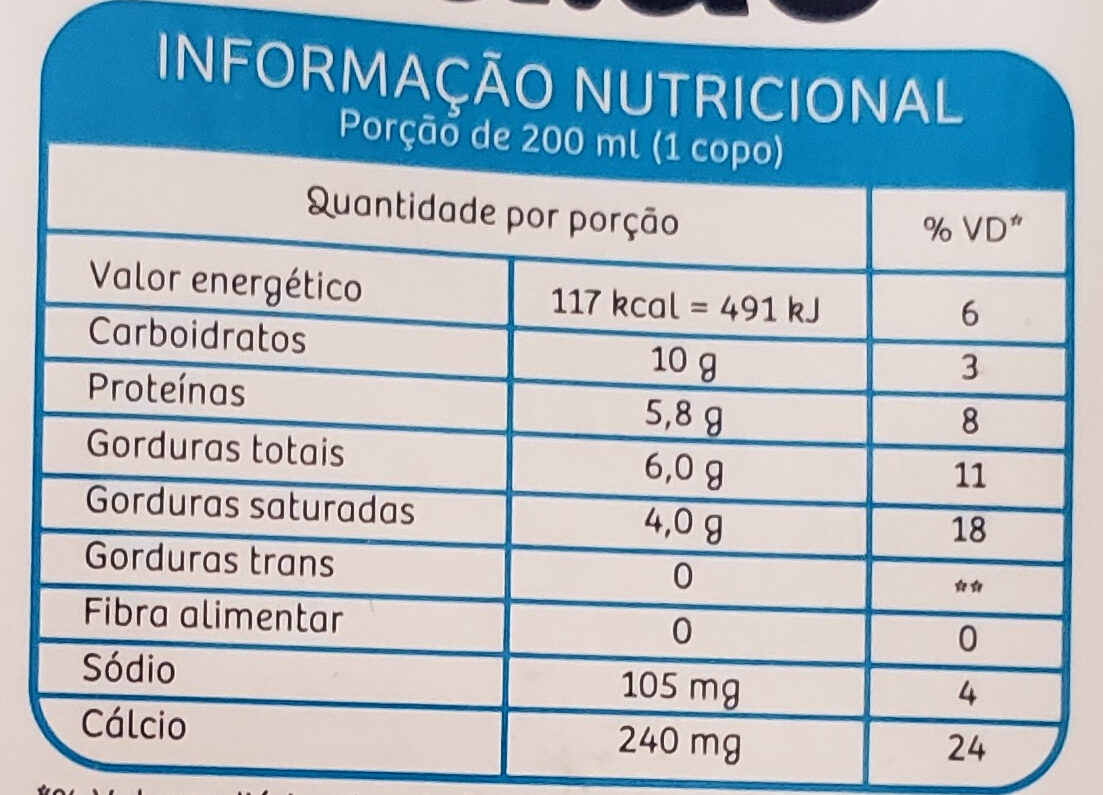 INFORMAÇÃO NUTRICIONAL
Porção de 200 ml (1 copo)
Quantidade por porção % VD*
Valor energético 117 kcal = 491 kJ 6
Carboidratos 10 g 3
Proteínas 5,8 g 8
Gorduras totais 6,0 g 11
Gorduras saturadas 4,0 g 18
Gorduras trans 0 **
Fibra alimentar 0 0
Sódio 105 mg 4
Cálcio 240 mg 24